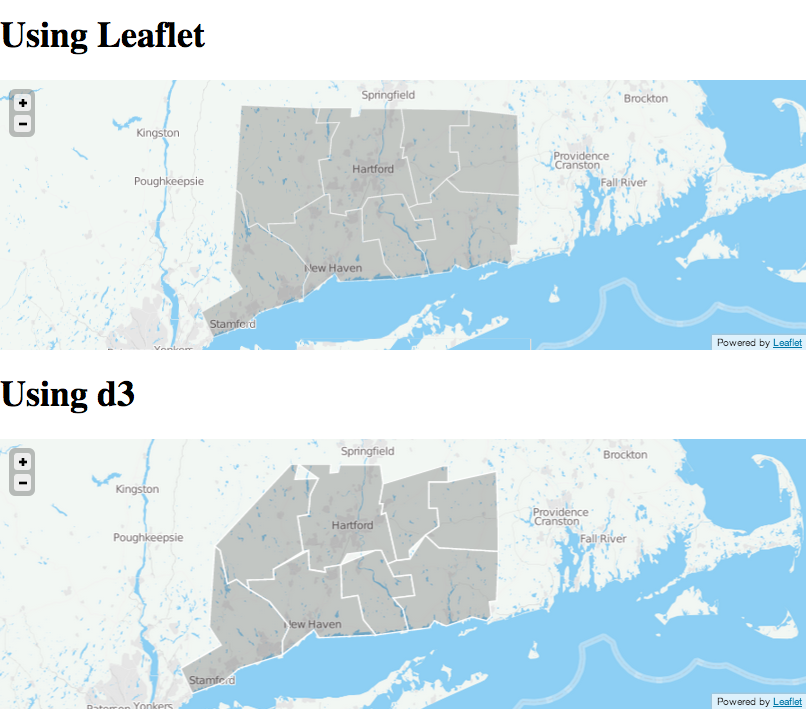 Using Leaflet
+
−
Springfield
Brockton
Kingston
Poughkeepsie
Hartford
Providence
Cranston
Fall River
New Haven
Stamford
Yonkers
Powered by Leaflet
Using d3
+
−
Springfield
Brockton
Kingston
Poughkeepsie
Hartford
Providence
Cranston
Fall River
New Haven
Stamford
Paterson Yonkers
Powered by Leaflet